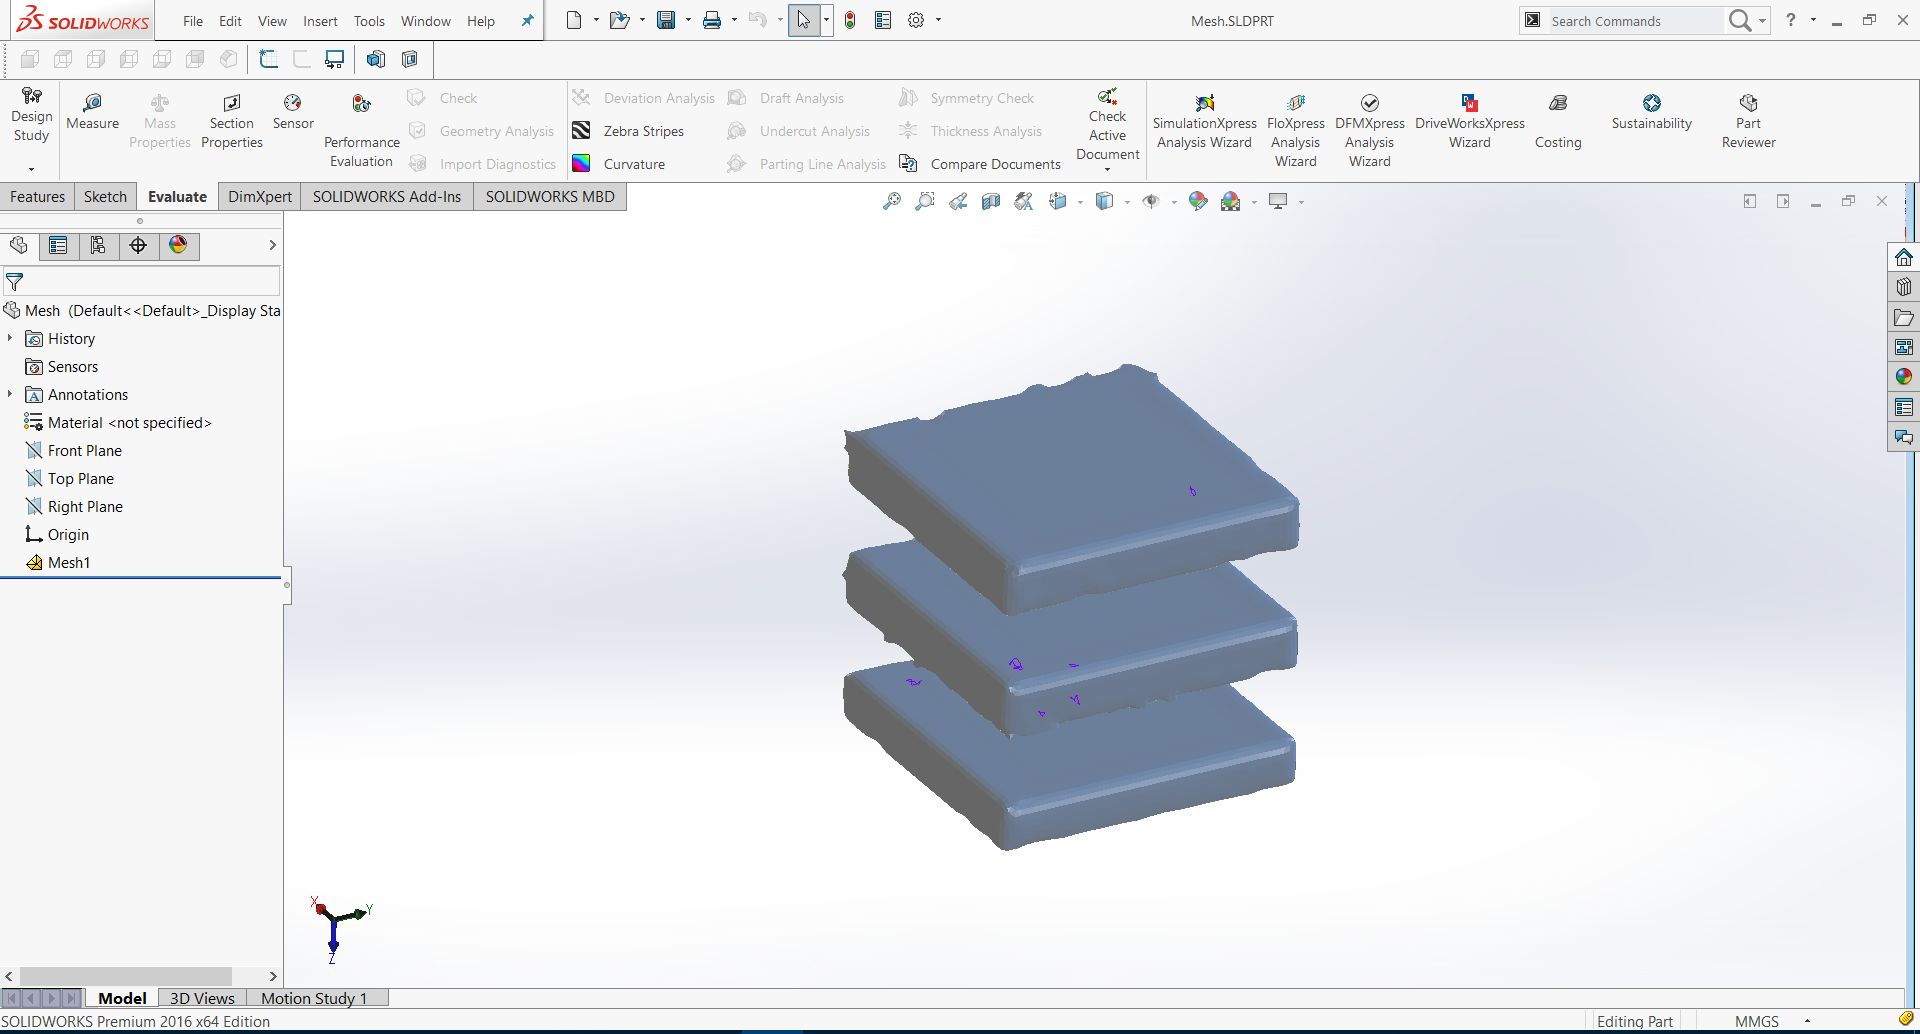 SOLIDWORKS File Edit View Insert Tools Window Help Mesh.SLDPRT Search Commands ?
Design Study
Measure
Mass Properties
Section Properties
Sensor
Performance Evaluation
Check
Geometry Analysis
Import Diagnostics
Deviation Analysis
Zebra Stripes
Curvature
Draft Analysis
Undercut Analysis
Parting Line Analysis
Symmetry Check
Thickness Analysis
Compare Documents
Check Active Document
SimulationXpress Analysis Wizard
FloXpress Analysis Wizard
DFMXpress Analysis Wizard
DriveWorksXpress Wizard
Costing
Sustainability
Part Reviewer
Features Sketch Evaluate DimXpert SOLIDWORKS Add-Ins SOLIDWORKS MBD
Mesh (Default<<Default>_Display Sta
History
Sensors
Annotations
Material <not specified>
Front Plane
Top Plane
Right Plane
Origin
Mesh1
X
Y
Z
Model 3D Views Motion Study 1
SOLIDWORKS Premium 2016 x64 Edition Editing Part MMGS